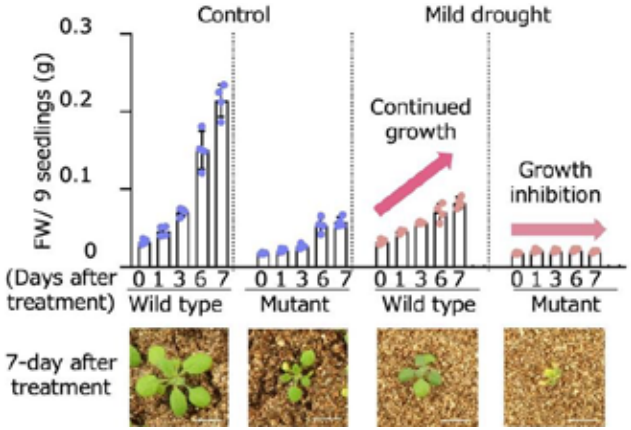 Control Mild drought
0.3
0.2
0.1
0
FW/ 9 seedlings (g)
Continued
growth
Growth
inhibition
(Days after
treatment)
0 1 3 6 7 0 1 3 6 7 0 1 3 6 7 0 1 3 6 7
Wild type Mutant Wild type Mutant
7-day after
treatment